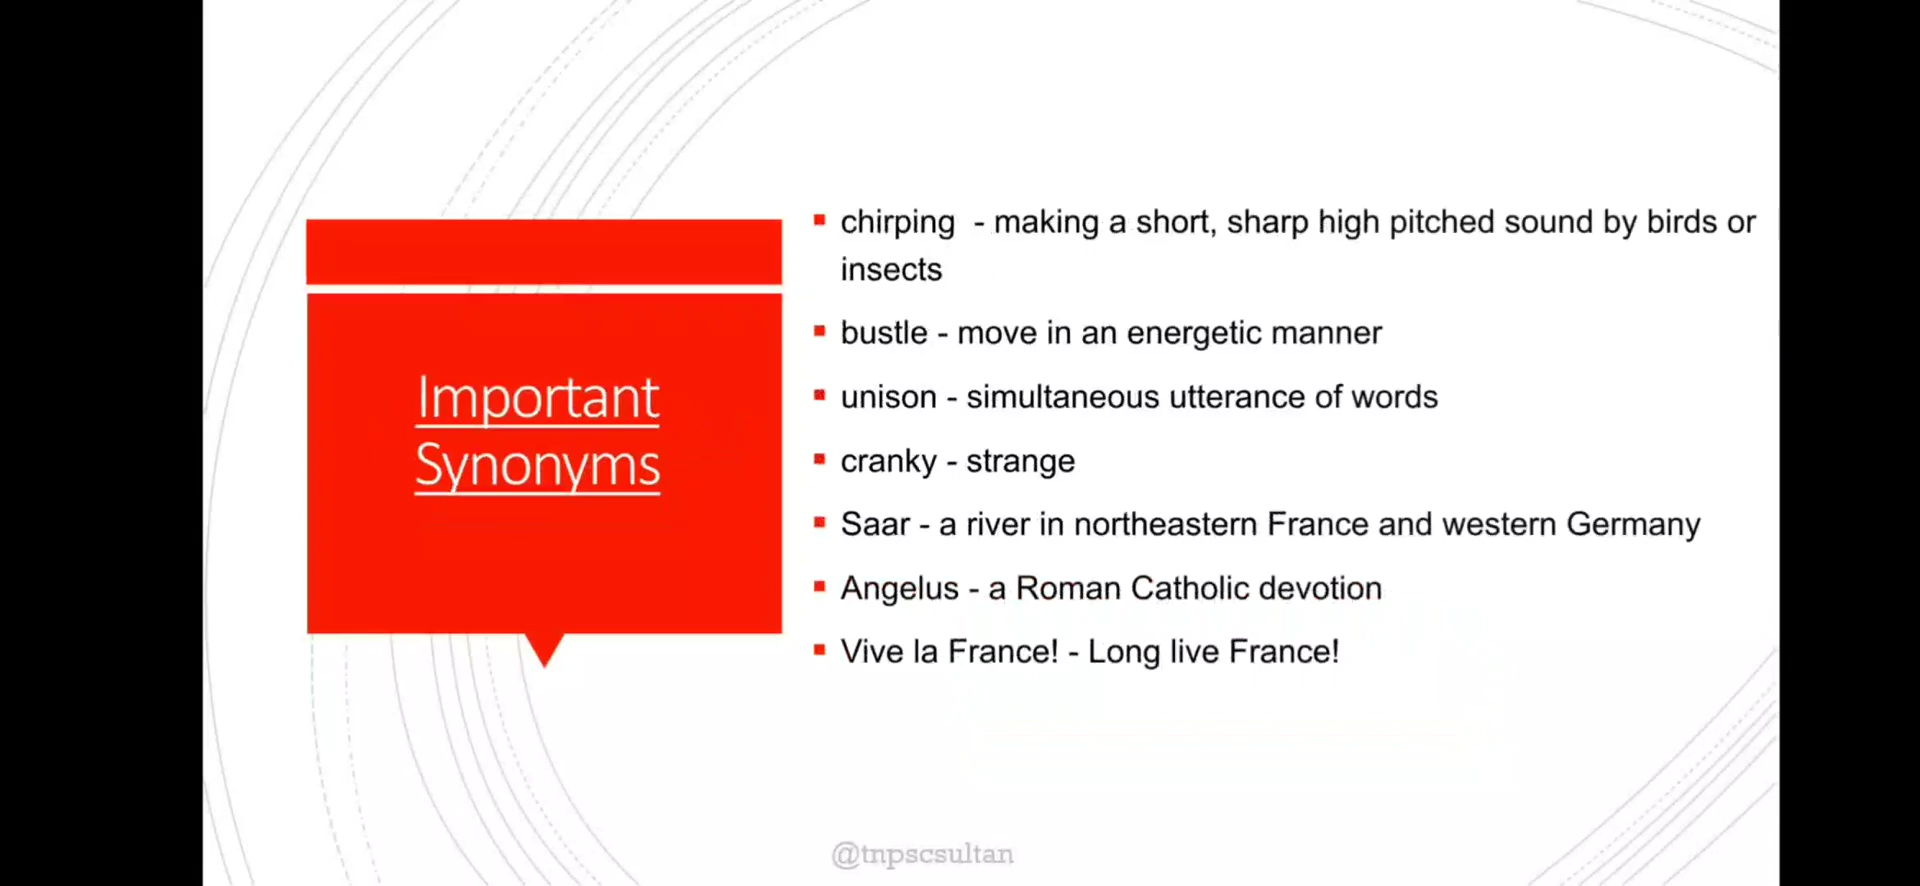 Important
Synonyms
chirping - making a short, sharp high pitched sound by birds or
insects
bustle - move in an energetic manner
unison - simultaneous utterance of words
cranky - strange
Saar - a river in northeastern France and western Germany
Angelus - a Roman Catholic devotion
Vive la France! - Long live France!
@tnpscsultan